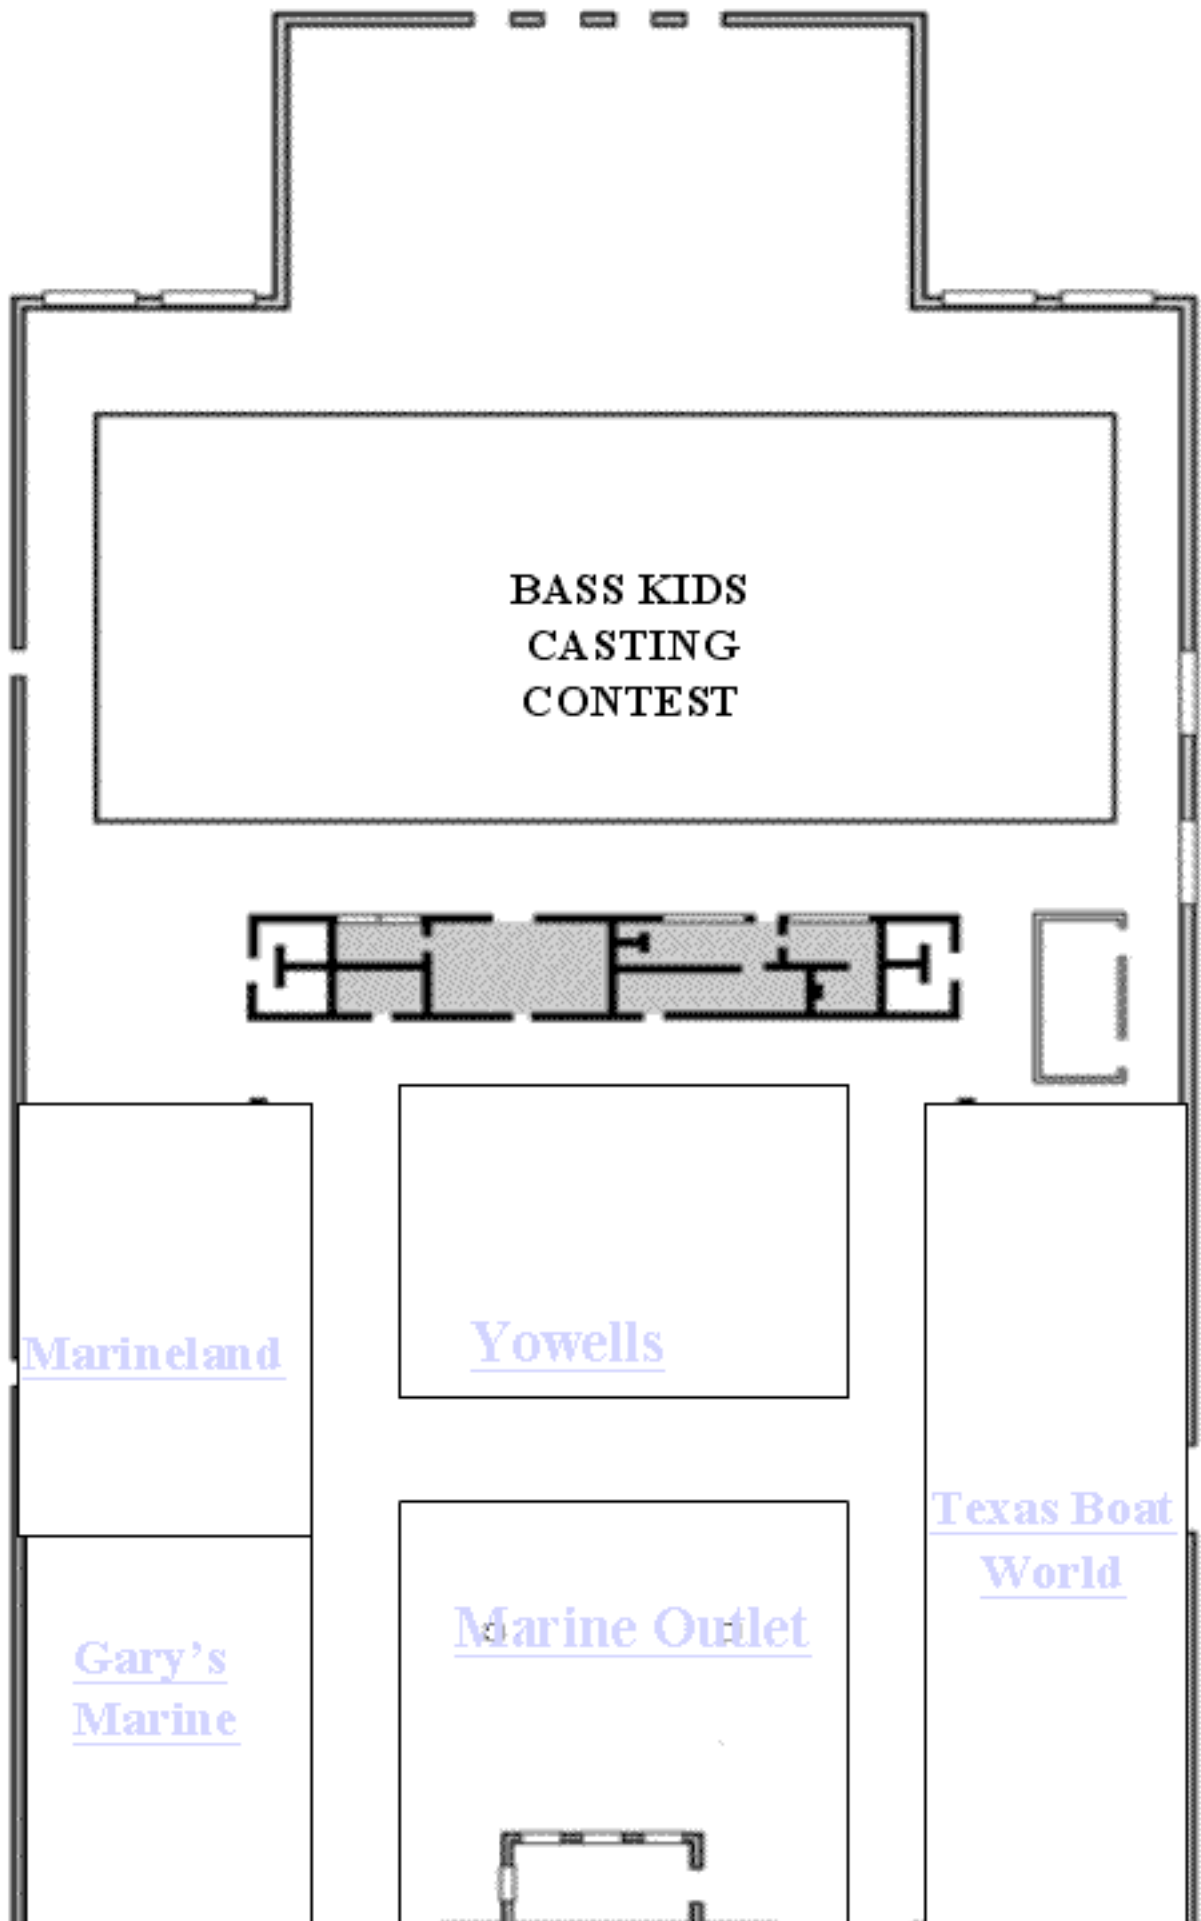 BASS KIDS
CASTING
CONTEST
Marineland
Yowells
Texas Boat
World
Marine Outlet
Gary’s
Marine